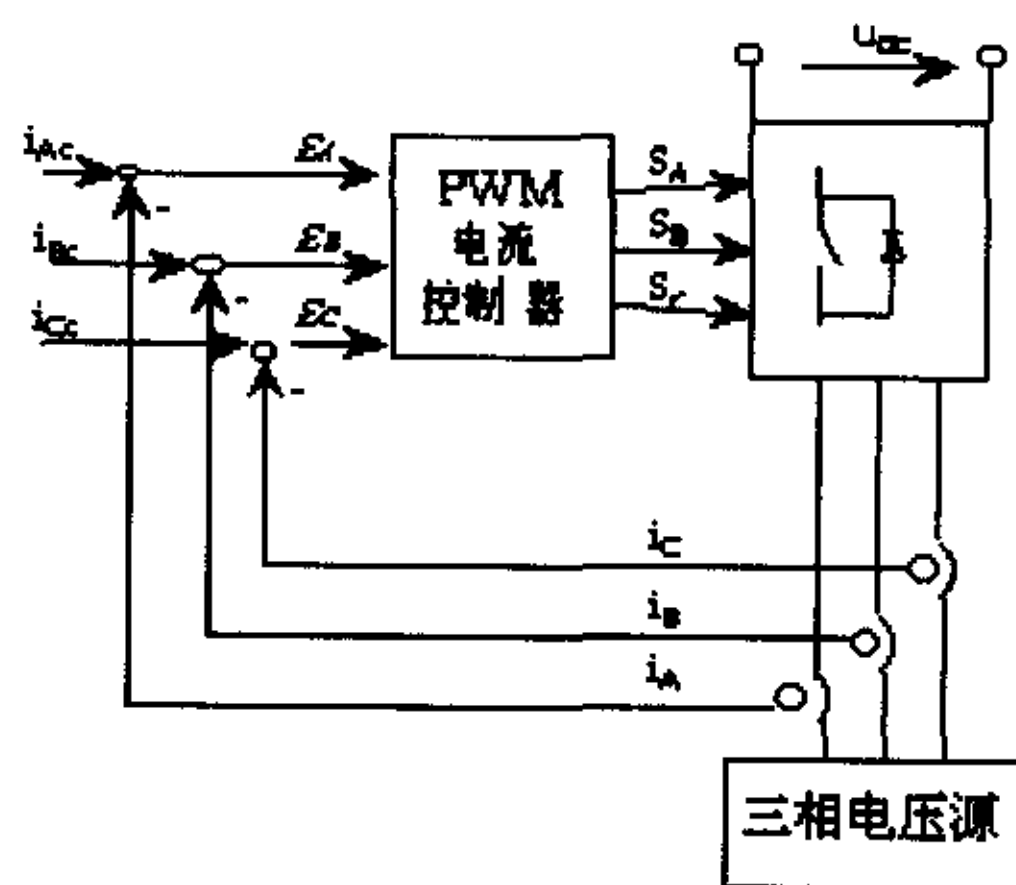 u_DC
i_Ac
ε_A
PWM
电流
控制器
S_A
i_Bc
ε_B
S_B
i_Cc
ε_C
S_C
-
-
-
i_C
i_B
i_A
三相电压源